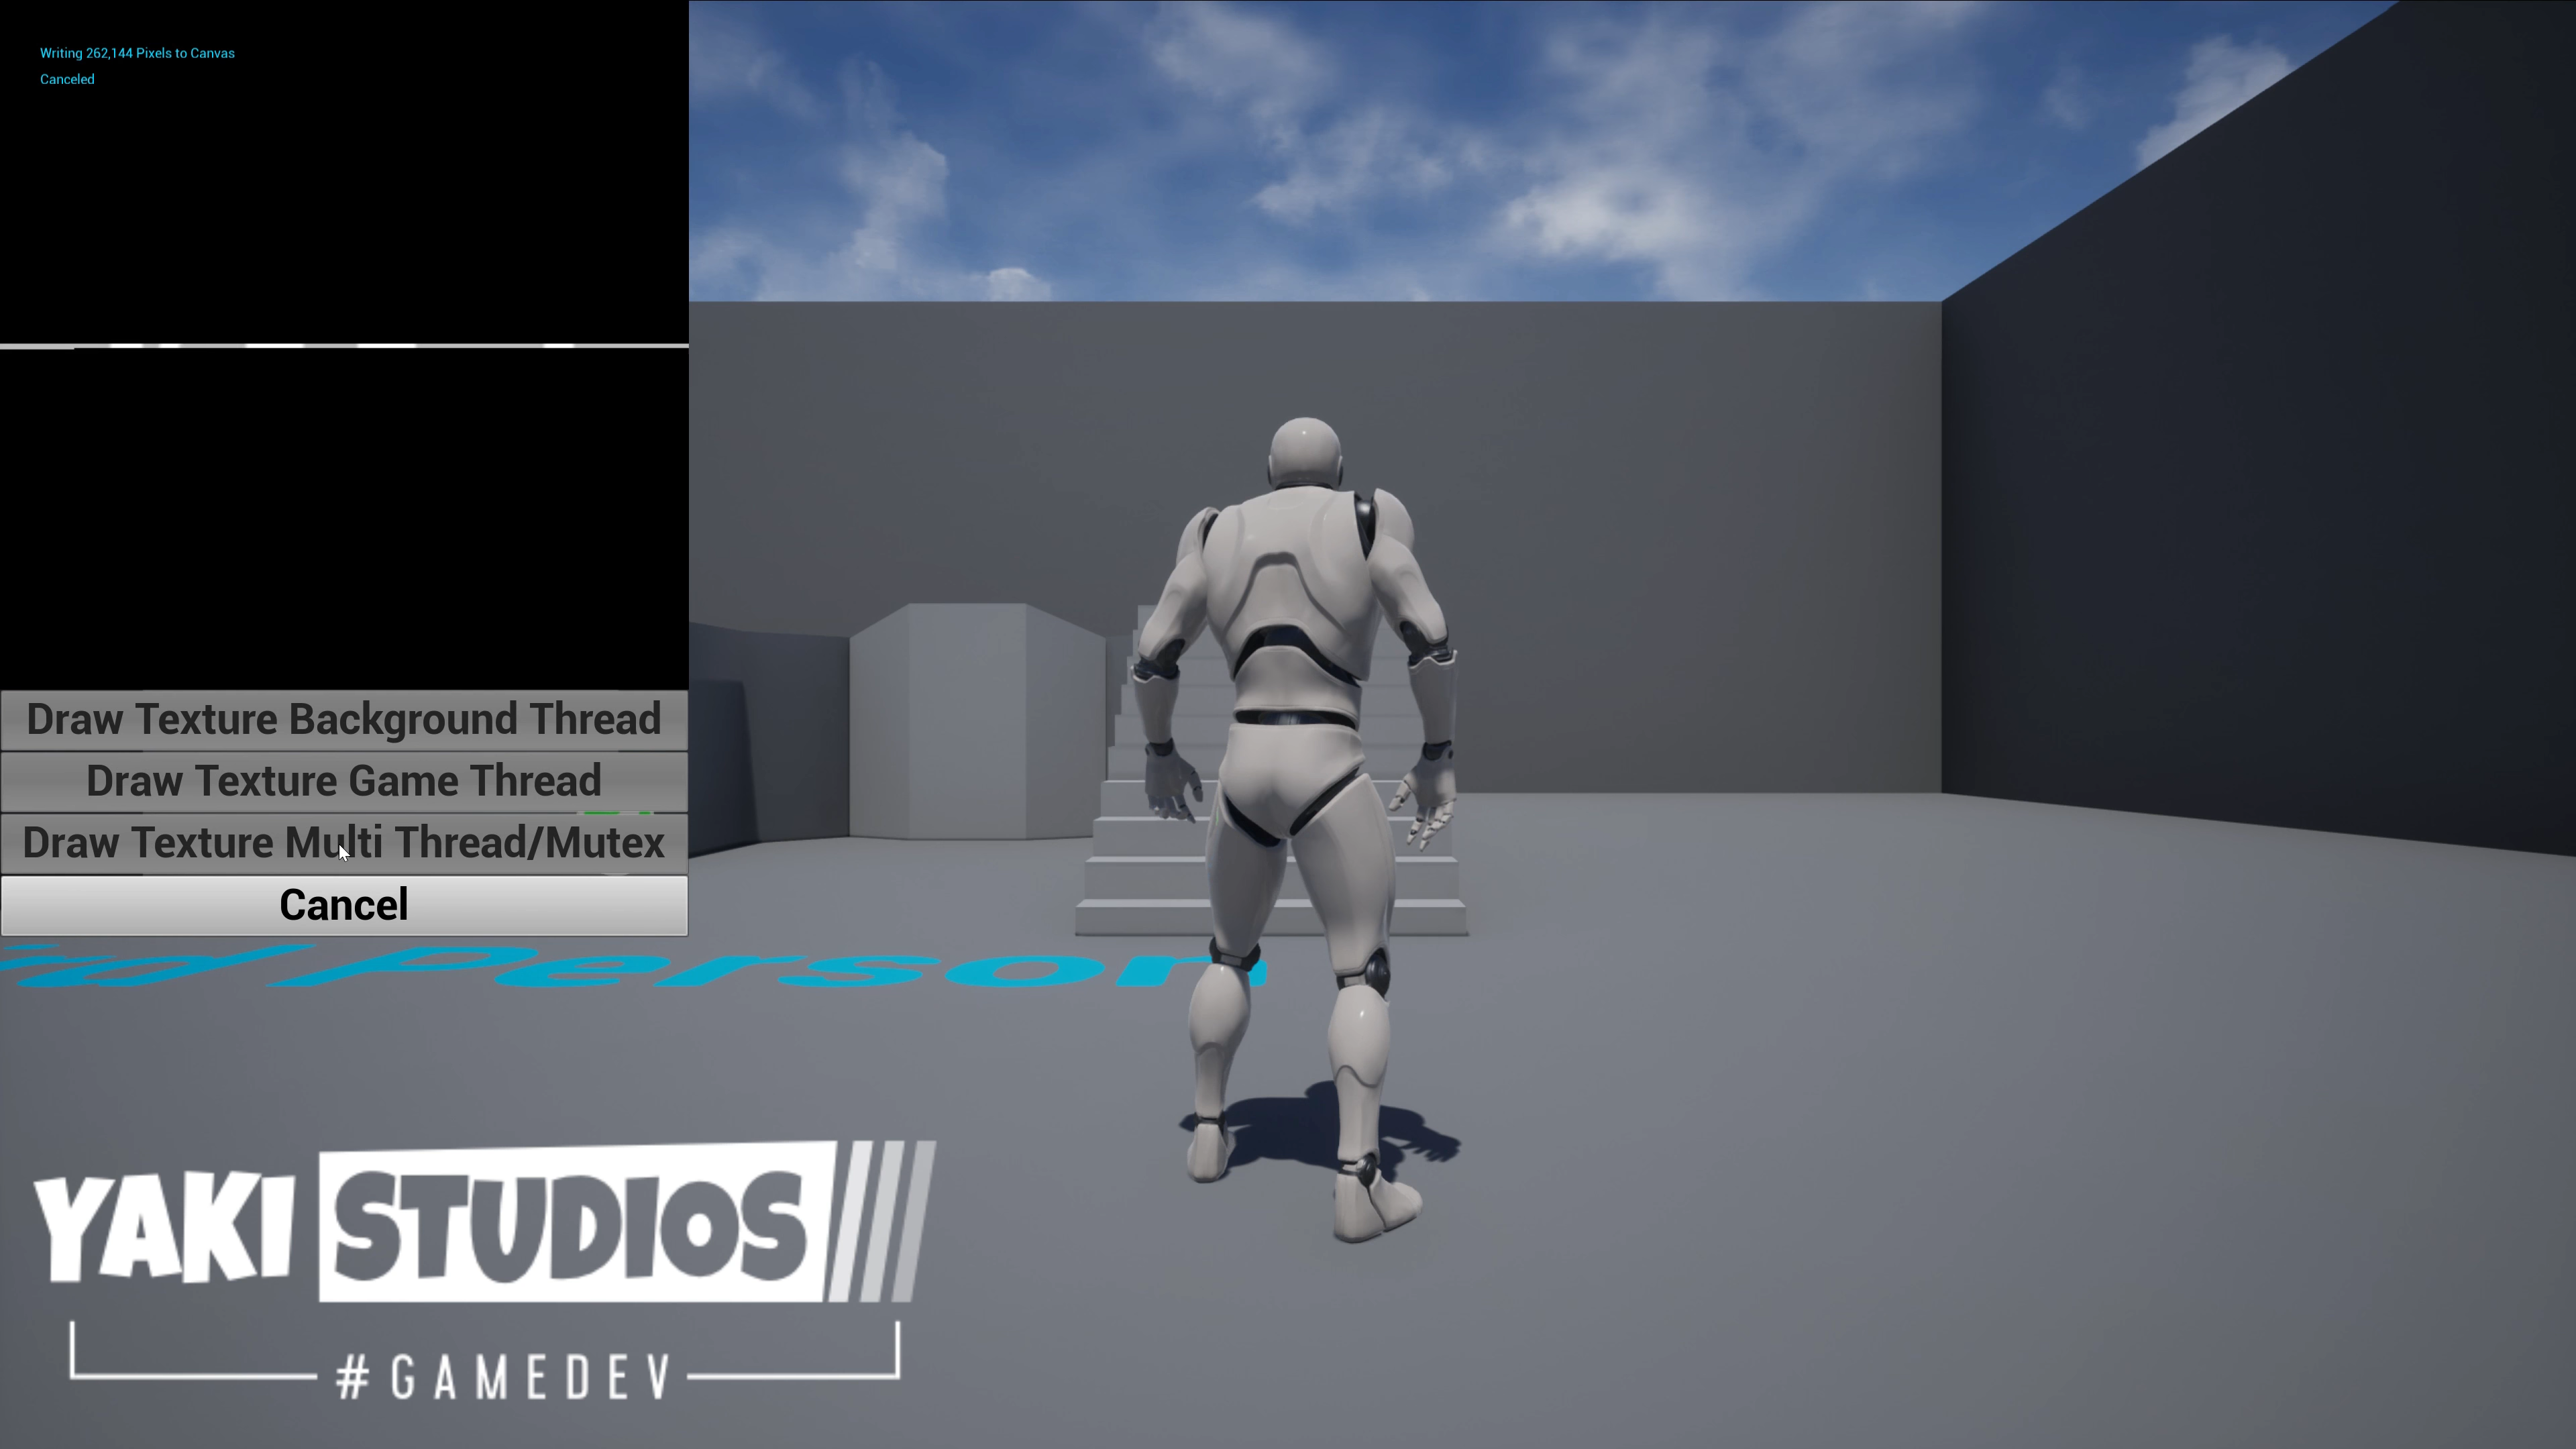 Writing 262,144 Pixels to Canvas
Canceled
Draw Texture Background Thread
Draw Texture Game Thread
Draw Texture Multi Thread/Mutex
Cancel
Person
YAKI STUDIOS
#GAMEDEV